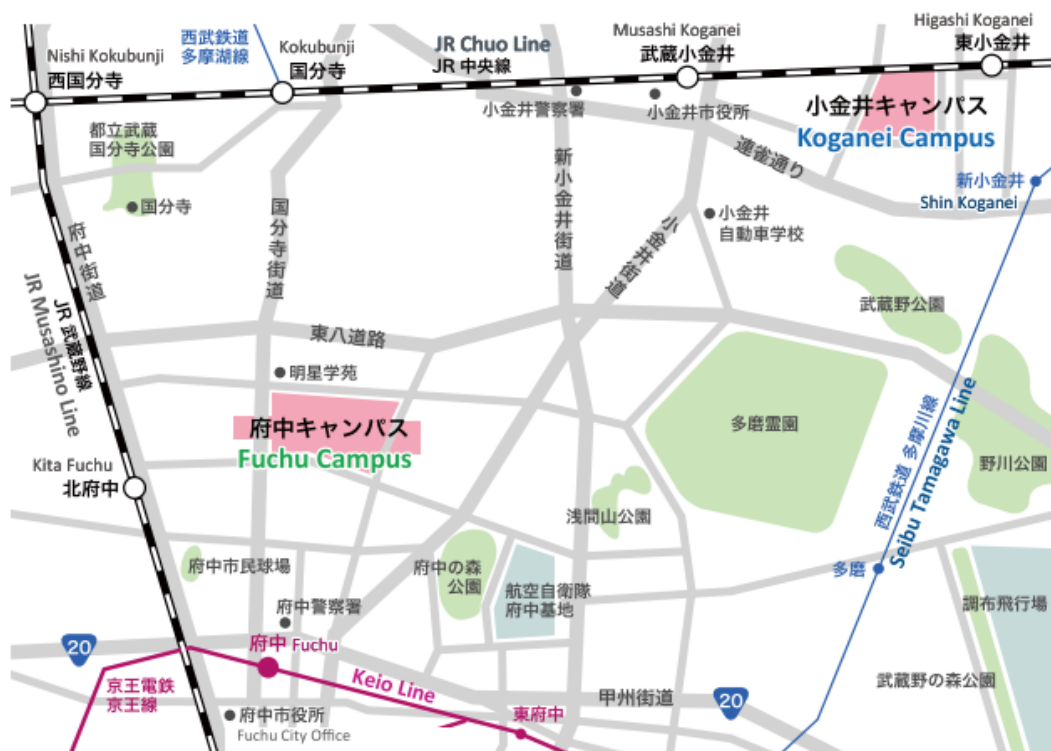 Nishi Kokubunji
西国分寺
西武鉄道
多摩湖線
Kokubunji
国分寺
JR Chuo Line
JR 中央線
Musashi Koganei
武蔵小金井
Higashi Koganei
東小金井
小金井警察署
小金井市役所
小金井キャンパス
Koganei Campus
都立武蔵
国分寺公園
国分寺
連雀通り
新小金井
Shin Koganei
府中街道
国分寺街道
新小金井街道
小金井街道
小金井
自動車学校
JR 武蔵野線
JR Musashino Line
武蔵野公園
東八道路
明星学苑
府中キャンパス
Fuchu Campus
多磨霊園
西武鉄道 多摩川線
Seibu Tamagawa Line
野川公園
Kita Fuchu
北府中
浅間山公園
府中市民球場
府中の森
公園
航空自衛隊
府中基地
多磨
調布飛行場
府中警察署
20
府中 Fuchu
Keio Line
京王電鉄
京王線
甲州街道
20
武蔵野の森公園
府中市役所
Fuchu City Office
東府中